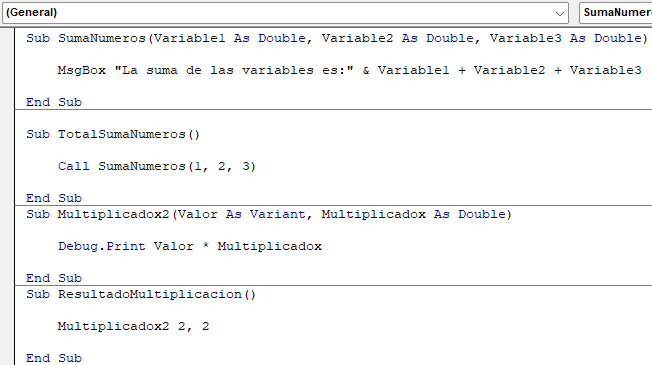 (General)
SumaNumero
Sub SumaNumeros(Variable1 As Double, Variable2 As Double, Variable3 As Double)
MsgBox "La suma de las variables es:" & Variable1 + Variable2 + Variable3
End Sub
Sub TotalSumaNumeros()
Call SumaNumeros(1, 2, 3)
End Sub
Sub Multiplicadox2(Valor As Variant, Multiplicadox As Double)
Debug.Print Valor * Multiplicadox
End Sub
Sub ResultadoMultiplicacion()
Multiplicadox2 2, 2
End Sub